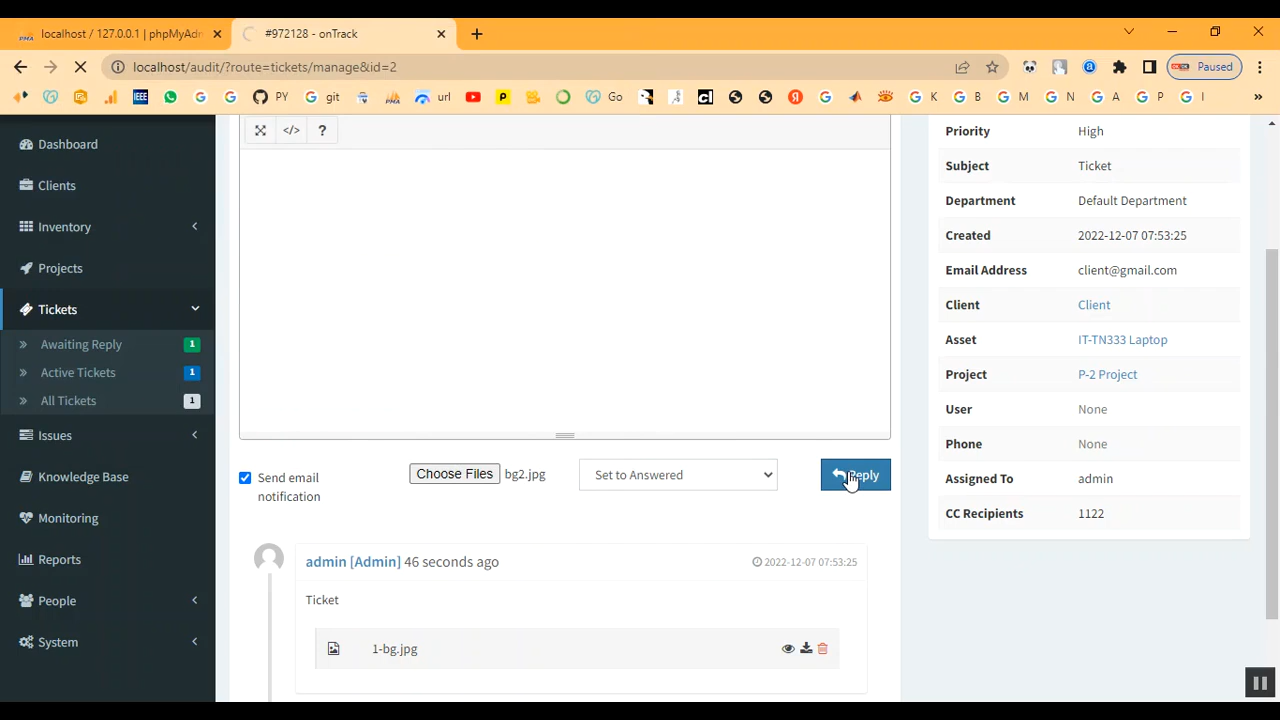 localhost / 127.0.0.1 | phpMyAdn
#972128 - onTrack
localhost/audit/?route=tickets/manage&id=2
Paused
IEEE
PY
git
PMA
url
Go
K
B
M
N
A
P
I
»
Dashboard
Clients
Inventory
Projects
Tickets
Awaiting Reply 1
Active Tickets 1
All Tickets 1
Issues
Knowledge Base
Monitoring
Reports
People
System
</> ?
Send email notification
Choose Files bg2.jpg
Set to Answered
Reply
admin [Admin] 46 seconds ago
2022-12-07 07:53:25
Ticket
1-bg.jpg
Priority High
Subject Ticket
Department Default Department
Created 2022-12-07 07:53:25
Email Address client@gmail.com
Client Client
Asset IT-TN333 Laptop
Project P-2 Project
User None
Phone None
Assigned To admin
CC Recipients 1122